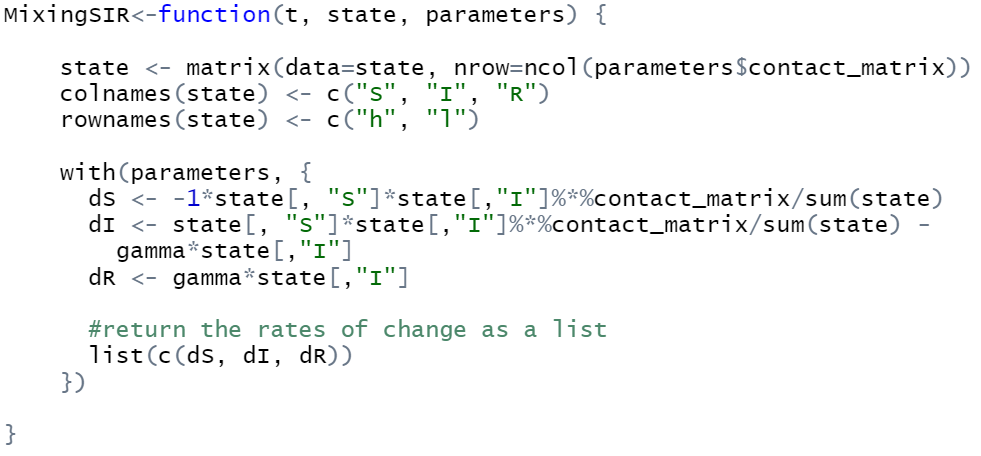 MixingSIR<-function(t, state, parameters) {
    state <- matrix(data=state, nrow=ncol(parameters$contact_matrix))
    colnames(state) <- c("S", "I", "R")
    rownames(state) <- c("h", "l")
    with(parameters, {
      dS <- -1*state[, "S"]*state[,"I"]%*%contact_matrix/sum(state)
      dI <- state[, "S"]*state[,"I"]%*%contact_matrix/sum(state) -
        gamma*state[,"I"]
      dR <- gamma*state[,"I"]
      #return the rates of change as a list
      list(c(dS, dI, dR))
    })
}